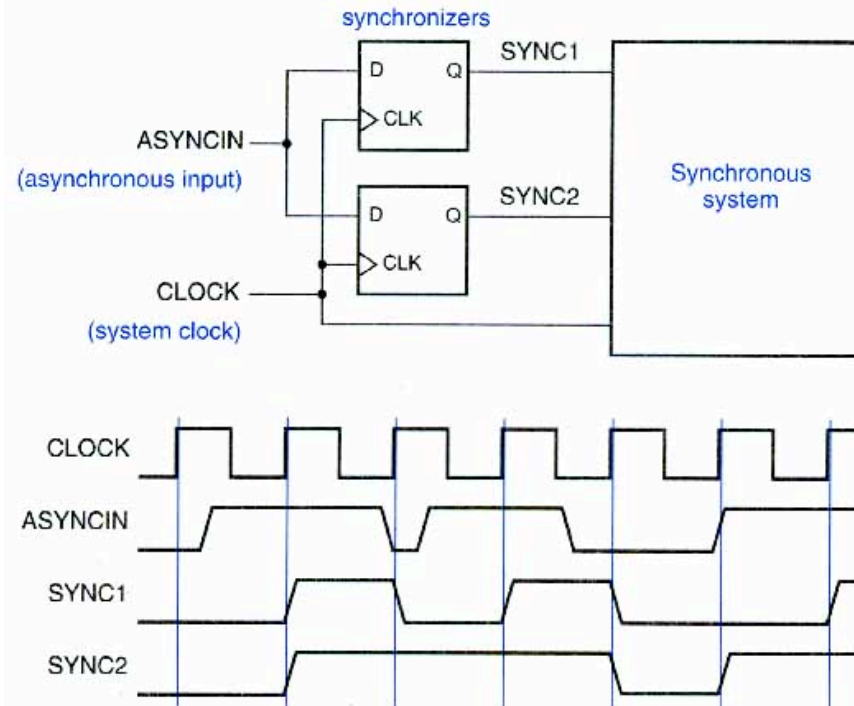 synchronizers
SYNC1
D
Q
CLK
ASYNCIN
(asynchronous input)
Synchronous
system
SYNC2
D
Q
CLK
CLOCK
(system clock)
CLOCK
ASYNCIN
SYNC1
SYNC2